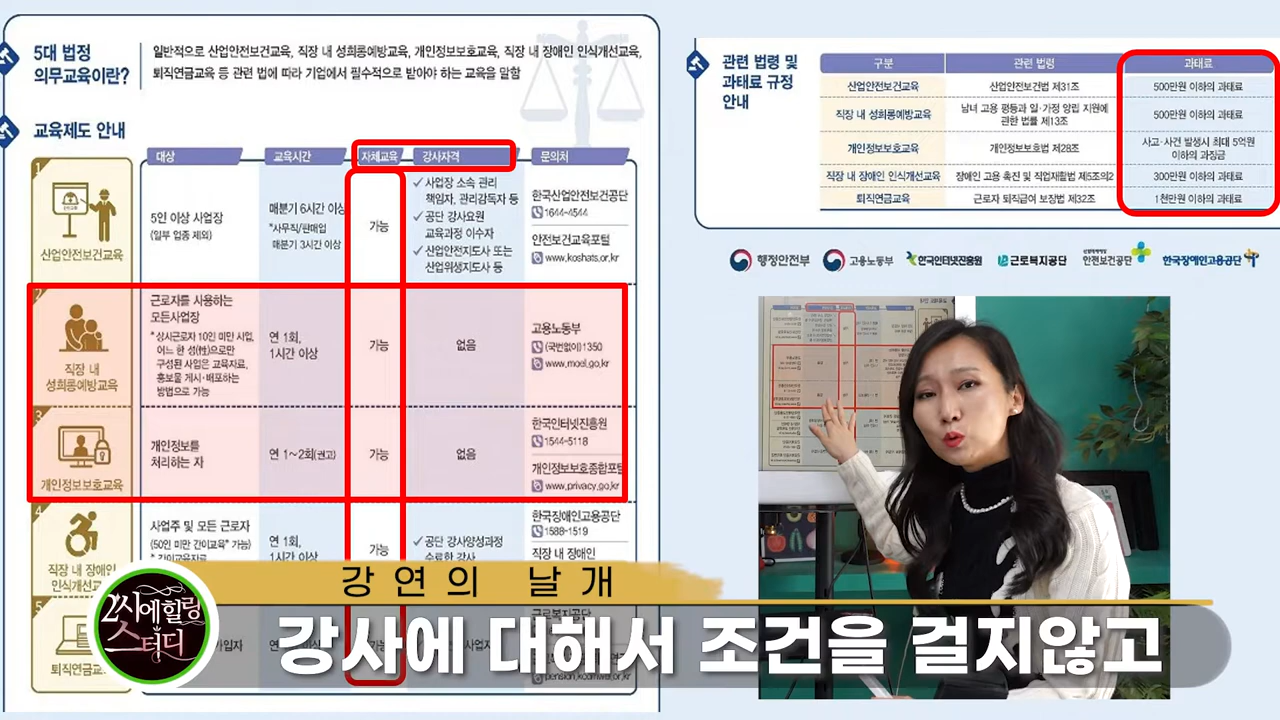 5대 법정
의무교육이란?
일반적으로 산업안전보건교육, 직장 내 성희롱예방교육, 개인정보보호교육, 직장 내 장애인 인식개선교육,
퇴직연금교육 등 관련 법에 따라 기업에서 필수적으로 받아야 하는 교육을 말함
교육제도 안내
대상 교육시간 자체교육 강사자격 문의처
1
산업안전보건교육
5인 이상 사업장
(일부 업종 제외)
매분기 6시간 이상
*사무직/판매업
매분기 3시간 이상
가능
✓ 사업장 소속 관리
책임자, 관리감독자 등
✓ 공단 강사요원
교육과정 이수자
✓ 산업안전지도사 또는
산업위생지도사 등
한국산업안전보건공단
1644-4544
안전보건교육포털
www.koshats.or.kr
2
직장 내
성희롱예방교육
근로자를 사용하는
모든사업장
*상시근로자 10인 미만 사업,
어느 한 성(性)으로만
구성된 사업은 교육자료,
홍보물 게시·배포하는
방법으로 가능
연 1회,
1시간 이상
가능
없음
고용노동부
(국번없이)1350
www.moel.go.kr
3
개인정보보호교육
개인정보를
처리하는 자
연 1~2회(권고)
가능
없음
한국인터넷진흥원
1544-5118
개인정보보호종합포털
www.privacy.go.kr
4
직장 내 장애인
인식개선교육
사업주 및 모든 근로자
(50인 미만 간이교육* 가능)
* 간이교육자료
연 1회,
1시간 이상
가능
✓ 공단 강사양성과정
수료한 강사
한국장애인고용공단
1588-1519
직장 내 장애인
5
퇴직연금교
가입자
가능
근로복지공단
관련 법령 및
과태료 규정
안내
구분 관련 법령 과태료
산업안전보건교육 산업안전보건법 제31조 500만원 이하의 과태료
직장 내 성희롱예방교육 남녀 고용 평등과 일·가정 양립 지원에
관한 법률 제13조 500만원 이하의 과태료
개인정보보호교육 개인정보보호법 제28조 사고·사건 발생시 최대 5억원
이하의 과징금
직장 내 장애인 인식개선교육 장애인 고용 촉진 및 직업재활법 제5조의2 300만원 이하의 과태료
퇴직연금교육 근로자 퇴직급여 보장법 제32조 1천만원 이하의 과태료
행정안전부 고용노동부 한국인터넷진흥원 근로복지공단 안전보건공단 한국장애인고용공단
2시에힐링
스터디
강연의 날개
강사에 대해서 조건을 걸지않고